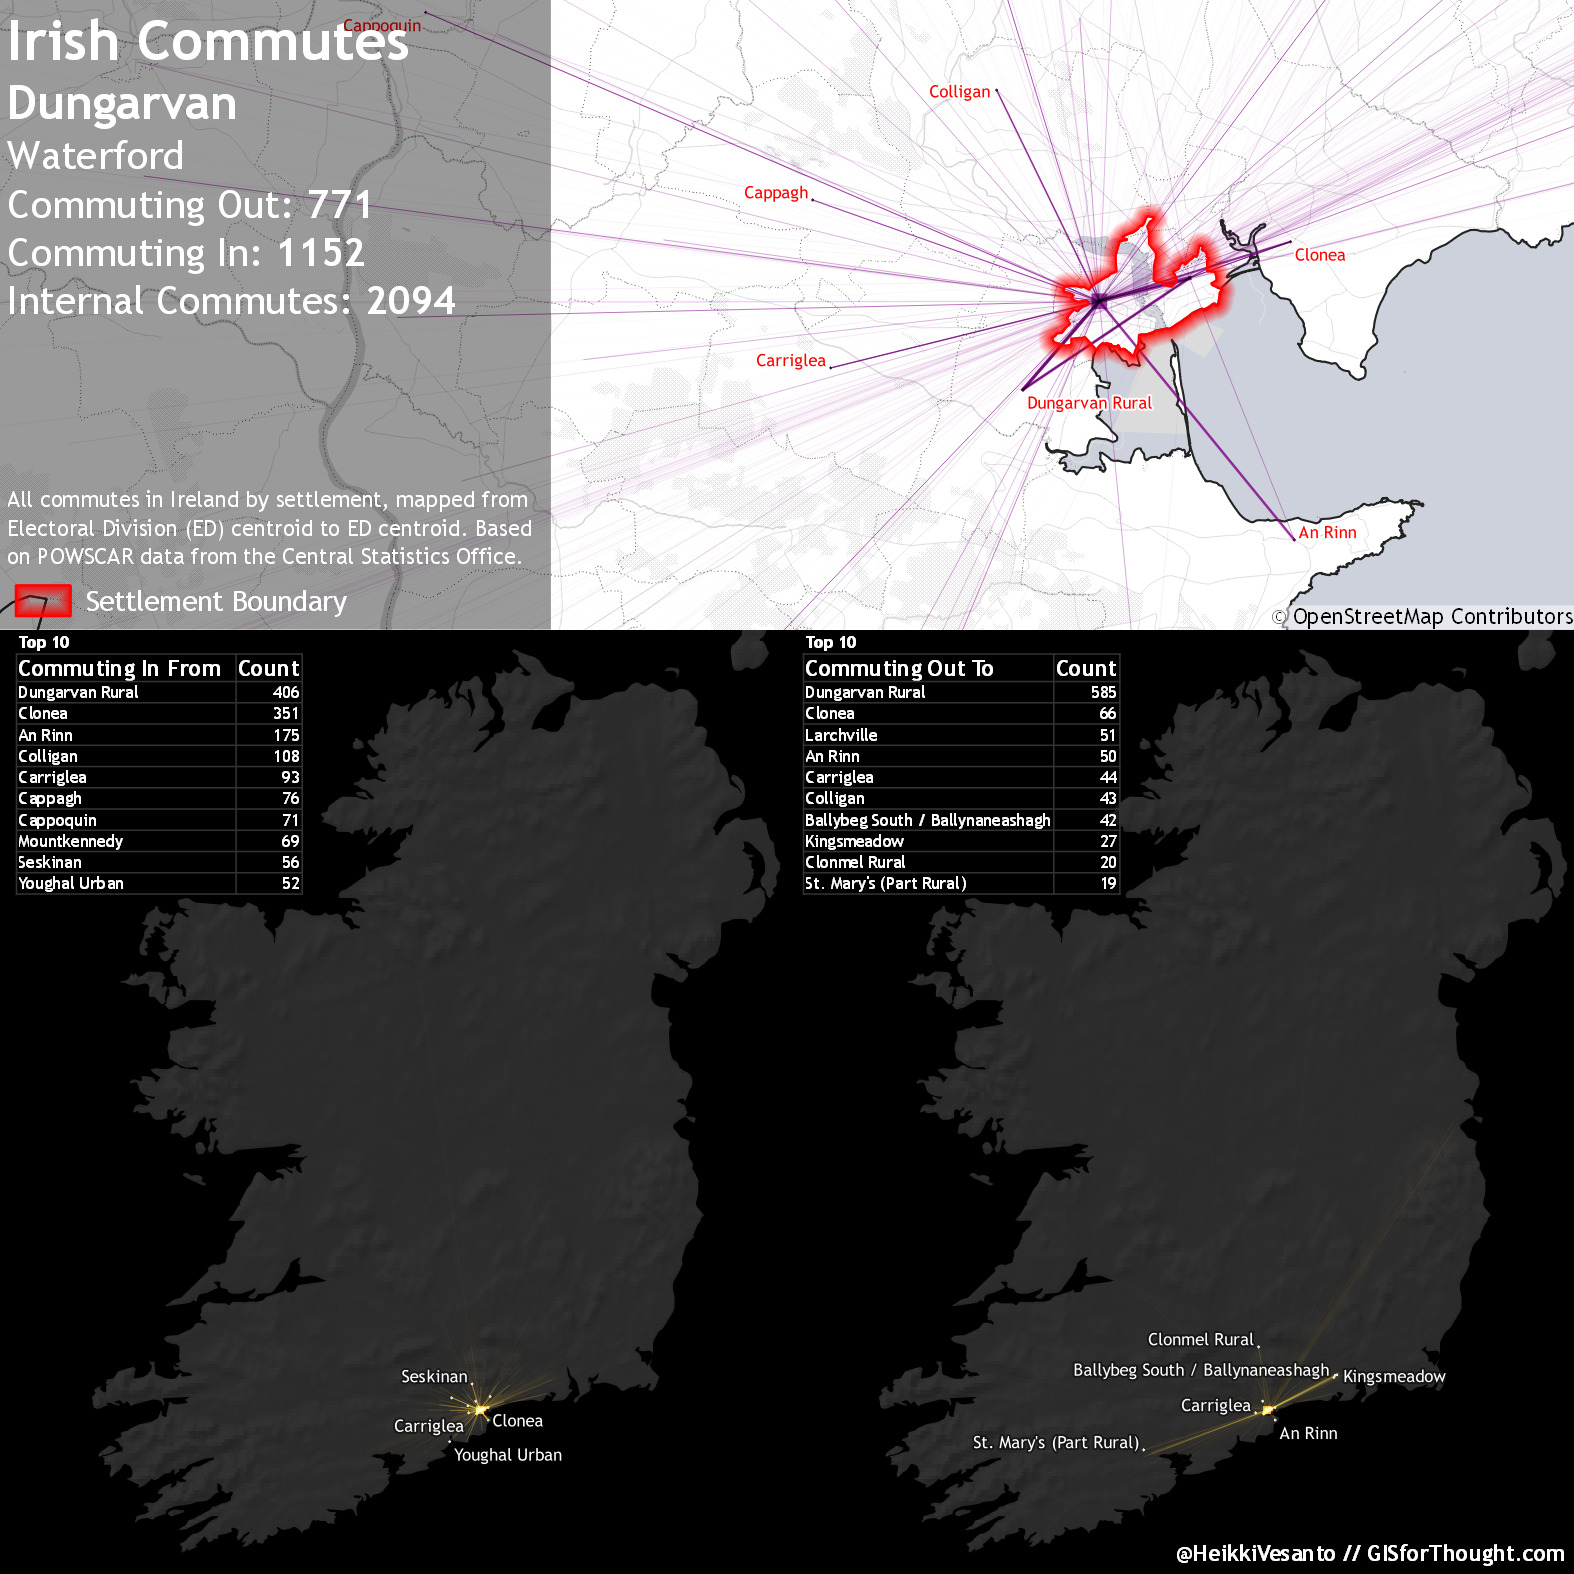 Cappoquin
Irish Commutes
Dungarvan
Waterford
Commuting Out: 771
Commuting In: 1152
Internal Commutes: 2094
All commutes in Ireland by settlement, mapped from
Electoral Division (ED) centroid to ED centroid. Based
on POWSCAR data from the Central Statistics Office.
Settlement Boundary
Colligan
Cappagh
Clonea
Carriglea
Dungarvan Rural
An Rinn
© OpenStreetMap Contributors
Top 10
Commuting In From Count
Dungarvan Rural 406
Clonea 351
An Rinn 175
Colligan 108
Carriglea 93
Cappagh 76
Cappoquin 71
Mountkennedy 69
Seskinan 56
Youghal Urban 52
Top 10
Commuting Out To Count
Dungarvan Rural 585
Clonea 66
Larchville 51
An Rinn 50
Carriglea 44
Colligan 43
Ballybeg South / Ballynaneashagh 42
Kingsmeadow 27
Clonmel Rural 20
St. Mary's (Part Rural) 19
Seskinan
Carriglea
Clonea
Youghal Urban
Clonmel Rural
Ballybeg South / Ballynaneashagh
Kingsmeadow
Carriglea
An Rinn
St. Mary's (Part Rural)
@HeikkiVesanto // GISforThought.com